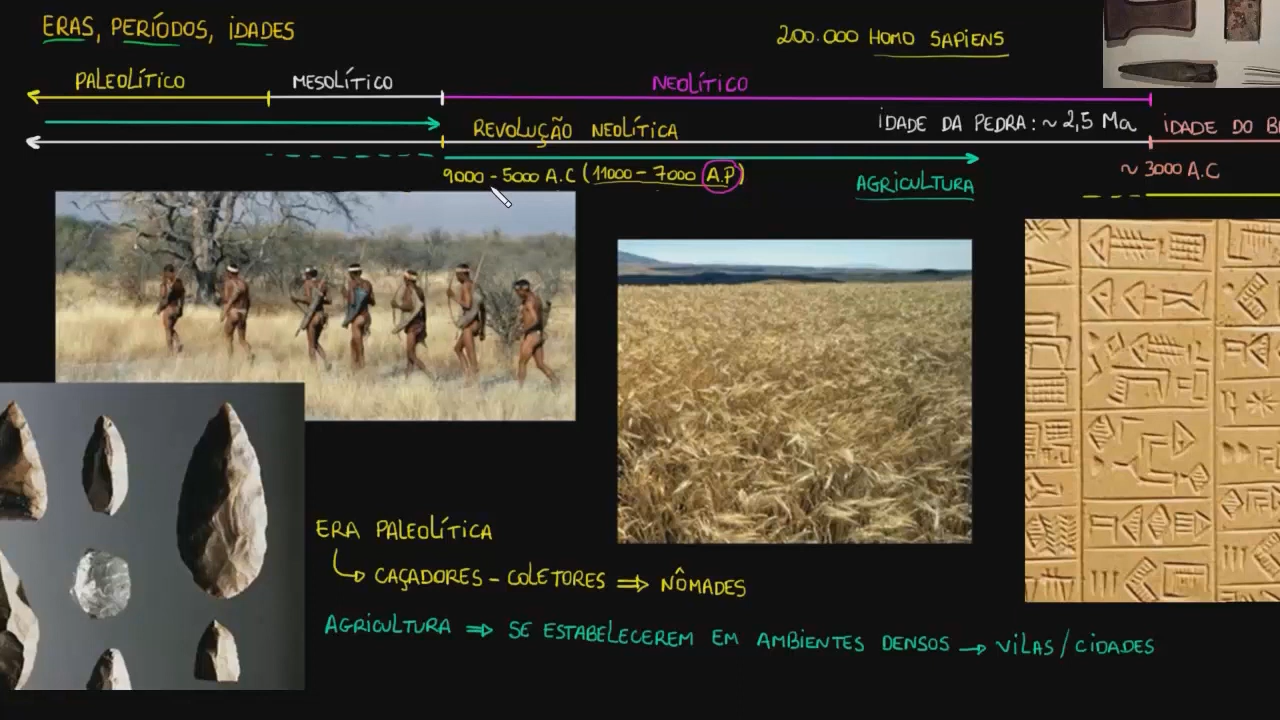 ERAS, PERÍODOS, IDADES
200.000 HOMO SAPIENS
PALEOLÍTICO
MESOLÍTICO
NEOLÍTICO
REVOLUÇÃO NEOLÍTICA
IDADE DA PEDRA: ~ 2,5 Ma
IDADE DO
9000 - 5000 A.C (11000 - 7000 A.P)
AGRICULTURA
~ 3000 A.C
ERA PALEOLÍTICA
CAÇADORES - COLETORES ⇒ NÔMADES
AGRICULTURA ⇒ SE ESTABELECEREM EM AMBIENTES DENSOS → VILAS/CIDADES